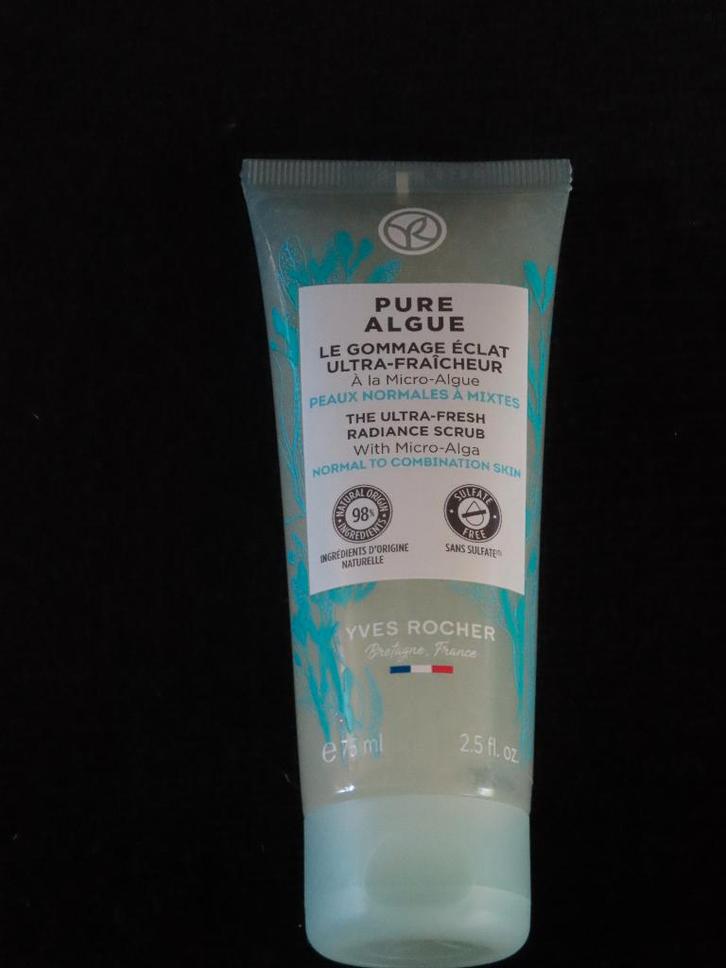 PURE
ALGUE
LE GOMMAGE ÉCLAT
ULTRA-FRAÎCHEUR
À la Micro-Algue
PEAUX NORMALES À MIXTES
THE ULTRA-FRESH
RADIANCE SCRUB
With Micro-Alga
NORMAL TO COMBINATION SKIN
NATURAL ORIGIN
98%
INGREDIENTS
INGRÉDIENTS D'ORIGINE
NATURELLE
SULFATE
FREE
SANS SULFATE
YVES ROCHER
Bretagne, France
e 75 ml
2.5 fl. oz.